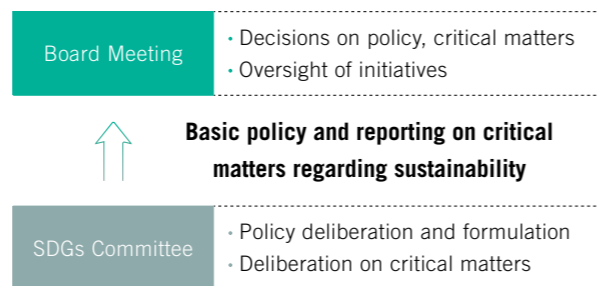 Board Meeting
・Decisions on policy, critical matters
・Oversight of initiatives
Basic policy and reporting on critical
matters regarding sustainability
SDGs Committee
・Policy deliberation and formulation
・Deliberation on critical matters